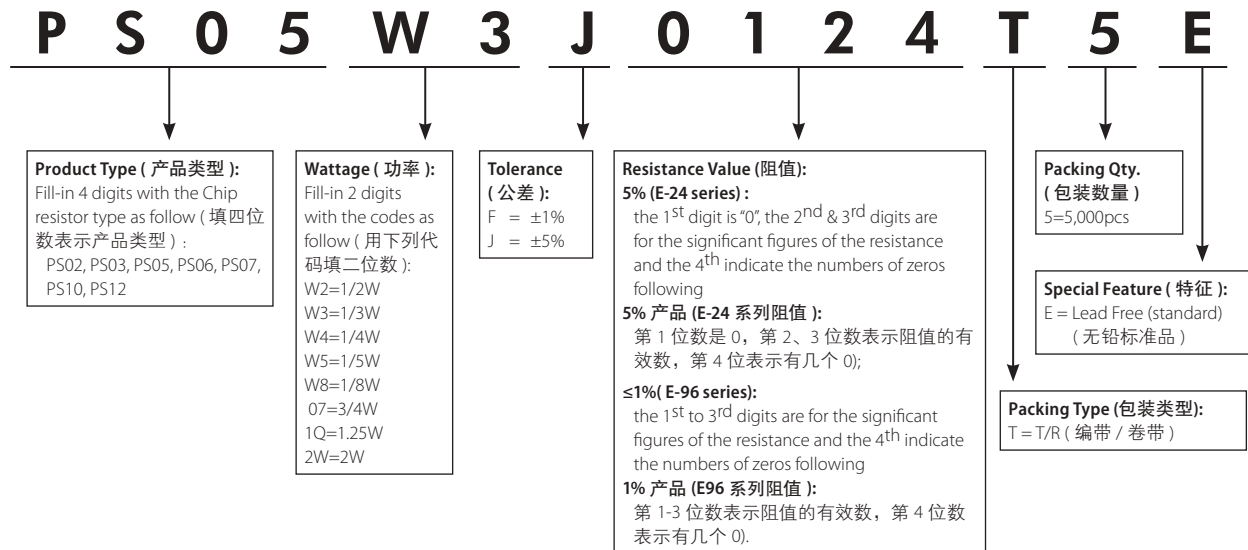 P S 0 5 W 3 J 0 1 2 4 T 5 E
Product Type ( 产品类型 ):
Fill-in 4 digits with the Chip
resistor type as follow ( 填四位
数表示产品类型 ) :
PS02, PS03, PS05, PS06, PS07,
PS10, PS12
Wattage ( 功率 ):
Fill-in 2 digits
with the codes as
follow ( 用下列代
码填二位数 ):
W2=1/2W
W3=1/3W
W4=1/4W
W5=1/5W
W8=1/8W
07=3/4W
1Q=1.25W
2W=2W
Tolerance
( 公差 ):
F = ±1%
J = ±5%
Resistance Value (阻值):
5% (E-24 series) :
the 1st digit is "0", the 2nd & 3rd digits are
for the significant figures of the resistance
and the 4th indicate the numbers of zeros
following
5% 产品 (E-24 系列阻值 ):
第 1 位数是 0，第 2、3 位数表示阻值的有
效数，第 4 位表示有几个 0);
≤1%( E-96 series):
the 1st to 3rd digits are for the significant
figures of the resistance and the 4th indicate
the numbers of zeros following
1% 产品 (E96 系列阻值 ):
第 1-3 位数表示阻值的有效数，第 4 位数
表示有几个 0).
Packing Qty.
( 包装数量 )
5=5,000pcs
Special Feature ( 特征 ):
E = Lead Free (standard)
( 无铅标准品 )
Packing Type (包装类型):
T = T/R ( 编带 / 卷带 )